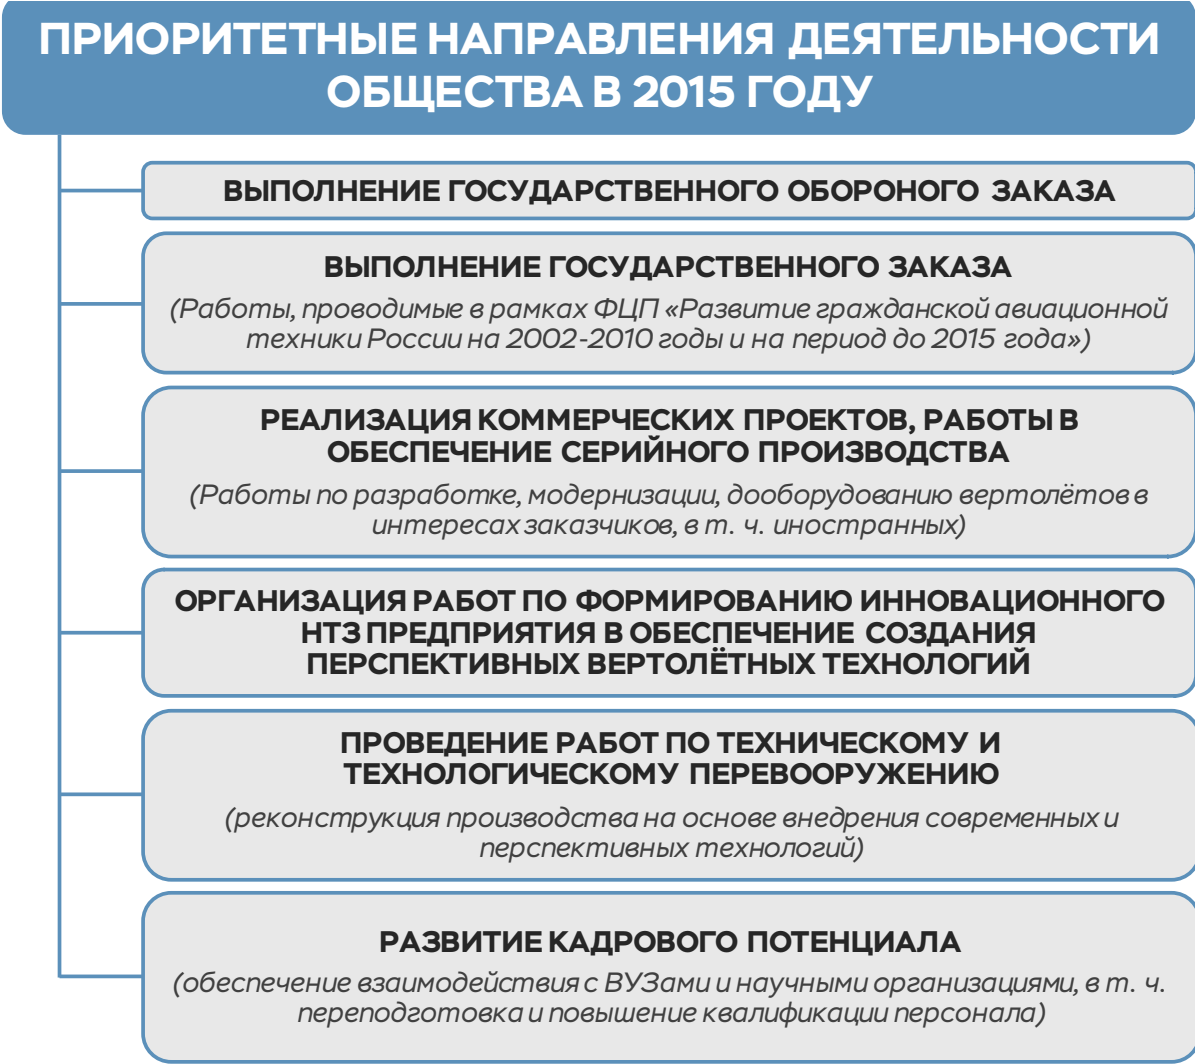 ПРИОРИТЕТНЫЕ НАПРАВЛЕНИЯ ДЕЯТЕЛЬНОСТИ
ОБЩЕСТВА В 2015 ГОДУ
ВЫПОЛНЕНИЕ ГОСУДАРСТВЕННОГО ОБОРОНОГО ЗАКАЗА
ВЫПОЛНЕНИЕ ГОСУДАРСТВЕННОГО ЗАКАЗА
(Работы, проводимые в рамках ФЦП «Развитие гражданской авиационной
техники России на 2002-2010 годы и на период до 2015 года»)
РЕАЛИЗАЦИЯ КОММЕРЧЕСКИХ ПРОЕКТОВ, РАБОТЫ В
ОБЕСПЕЧЕНИЕ СЕРИЙНОГО ПРОИЗВОДСТВА
(Работы по разработке, модернизации, дооборудованию вертолётов в
интересах заказчиков, в т. ч. иностранных)
ОРГАНИЗАЦИЯ РАБОТ ПО ФОРМИРОВАНИЮ ИННОВАЦИОННОГО
НТЗ ПРЕДПРИЯТИЯ В ОБЕСПЕЧЕНИЕ СОЗДАНИЯ
ПЕРСПЕКТИВНЫХ ВЕРТОЛЁТНЫХ ТЕХНОЛОГИЙ
ПРОВЕДЕНИЕ РАБОТ ПО ТЕХНИЧЕСКОМУ И
ТЕХНОЛОГИЧЕСКОМУ ПЕРЕВООРУЖЕНИЮ
(реконструкция производства на основе внедрения современных и
перспективных технологий)
РАЗВИТИЕ КАДРОВОГО ПОТЕНЦИАЛА
(обеспечение взаимодействия с ВУЗами и научными организациями, в т. ч.
переподготовка и повышение квалификации персонала)